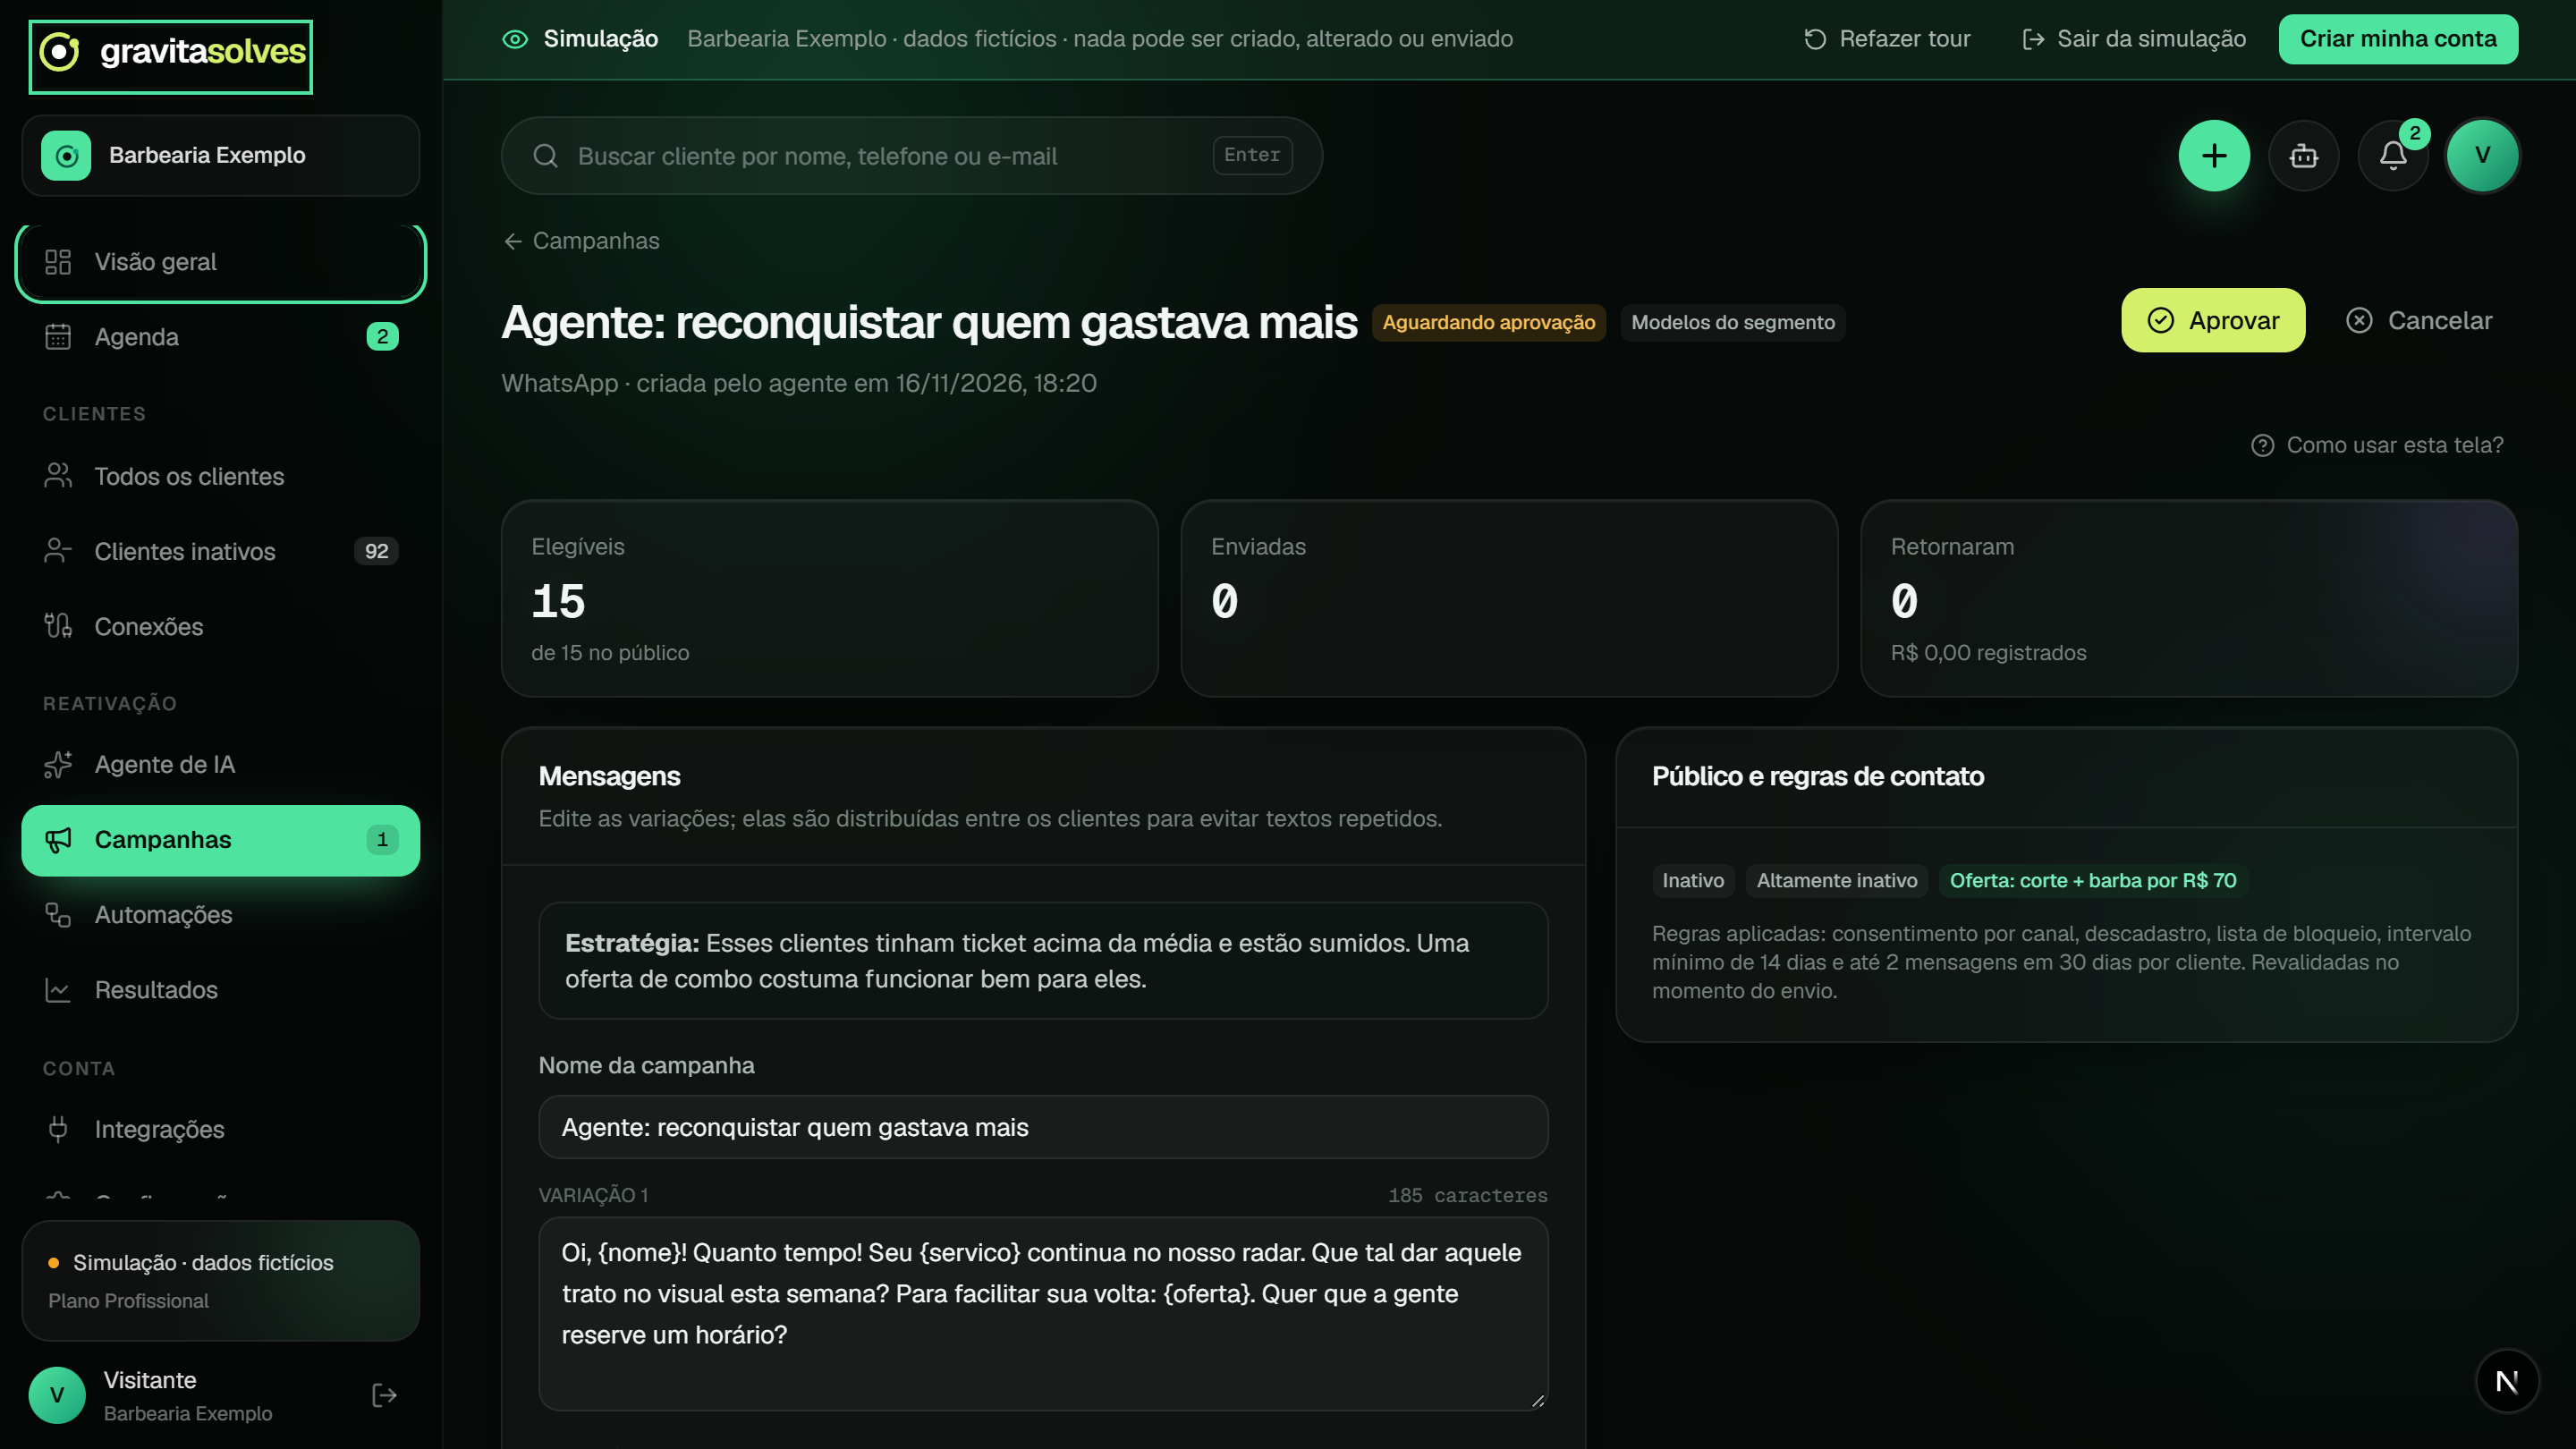 gravitasolves
Simulação Barbearia Exemplo · dados fictícios · nada pode ser criado, alterado ou enviado
Refazer tour
Sair da simulação
Criar minha conta
Barbearia Exemplo
Visão geral
Agenda 2
CLIENTES
Todos os clientes
Clientes inativos 92
Conexões
REATIVAÇÃO
Agente de IA
Campanhas 1
Automações
Resultados
CONTA
Integrações
Simulação · dados fictícios
Plano Profissional
V
Visitante
Barbearia Exemplo
Buscar cliente por nome, telefone ou e-mail
Enter
2
V
Campanhas
Agente: reconquistar quem gastava mais
Aguardando aprovação
Modelos do segmento
Aprovar
Cancelar
WhatsApp · criada pelo agente em 16/11/2026, 18:20
Como usar esta tela?
Elegíveis
15
de 15 no público
Enviadas
0
Retornaram
0
R$ 0,00 registrados
Mensagens
Edite as variações; elas são distribuídas entre os clientes para evitar textos repetidos.
Estratégia: Esses clientes tinham ticket acima da média e estão sumidos. Uma
oferta de combo costuma funcionar bem para eles.
Nome da campanha
Agente: reconquistar quem gastava mais
VARIAÇÃO 1
185 caracteres
Oi, {nome}! Quanto tempo! Seu {servico} continua no nosso radar. Que tal dar aquele
trato no visual esta semana? Para facilitar sua volta: {oferta}. Quer que a gente
reserve um horário?
Público e regras de contato
Inativo
Altamente inativo
Oferta: corte + barba por R$ 70
Regras aplicadas: consentimento por canal, descadastro, lista de bloqueio, intervalo
mínimo de 14 dias e até 2 mensagens em 30 dias por cliente. Revalidadas no
momento do envio.
N